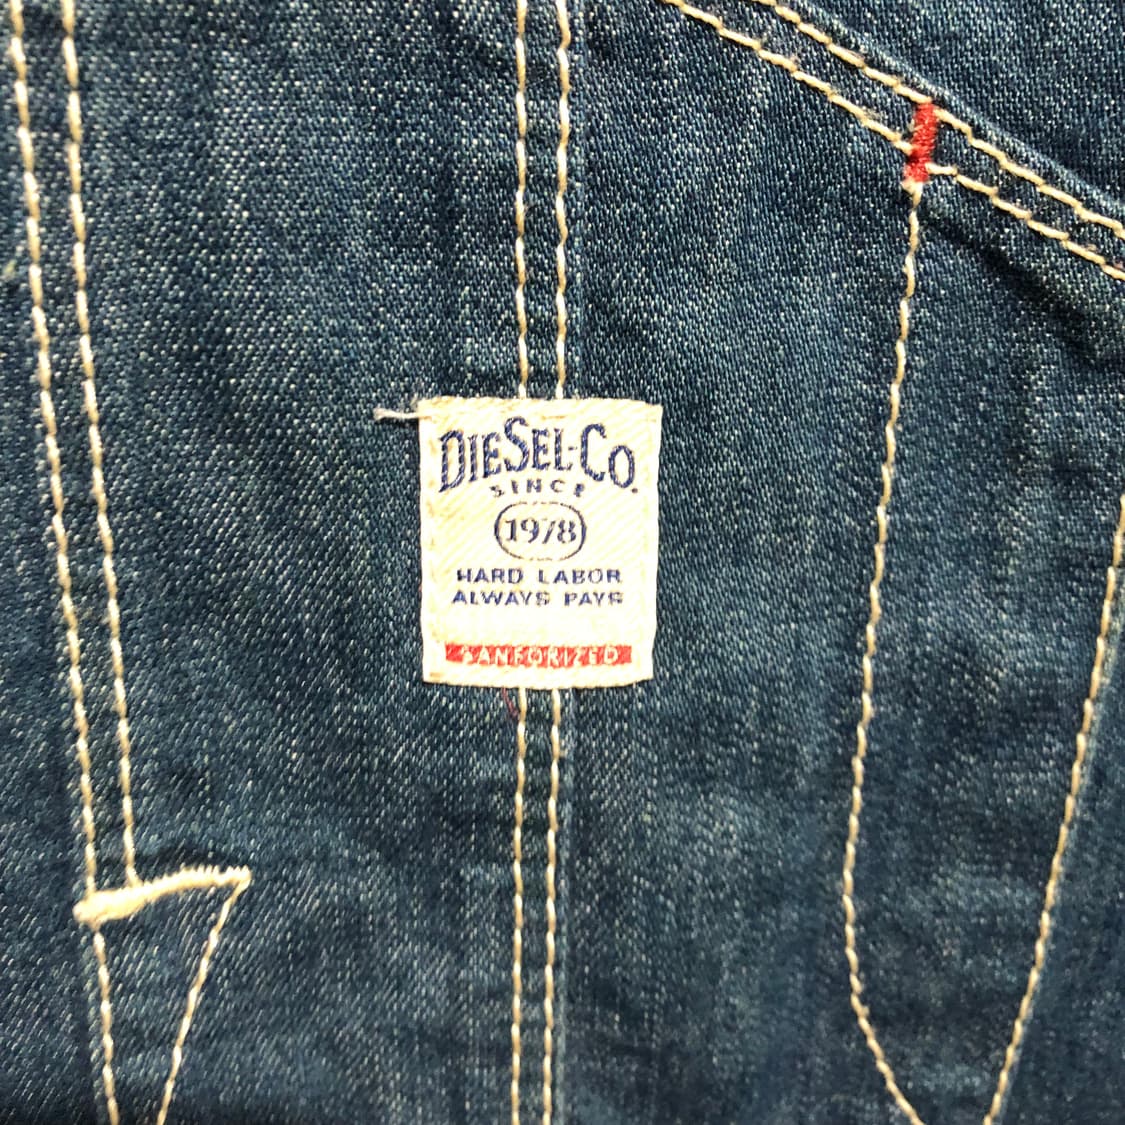 DIESEL-CO.
SINCE
1978
HARD LABOR
ALWAYS PAYS
SANFORIZED